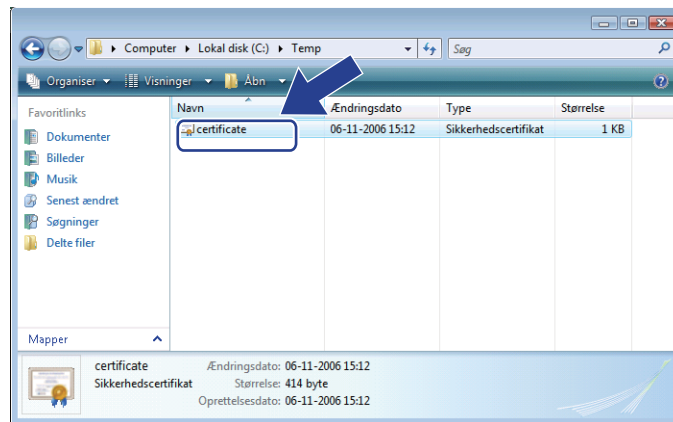 Computer ▸ Lokal disk (C:) ▸ Temp
Søg
Organiser Visninger Åbn
Favoritlinks
Dokumenter
Billeder
Musik
Senest ændret
Søgninger
Delte filer
Mapper
Navn Ændringsdato Type Størrelse
certificate 06-11-2006 15:12 Sikkerhedscertifikat 1 KB
certificate Ændringsdato: 06-11-2006 15:12
Sikkerhedscertifikat Størrelse: 414 byte
Oprettelsesdato: 06-11-2006 15:12